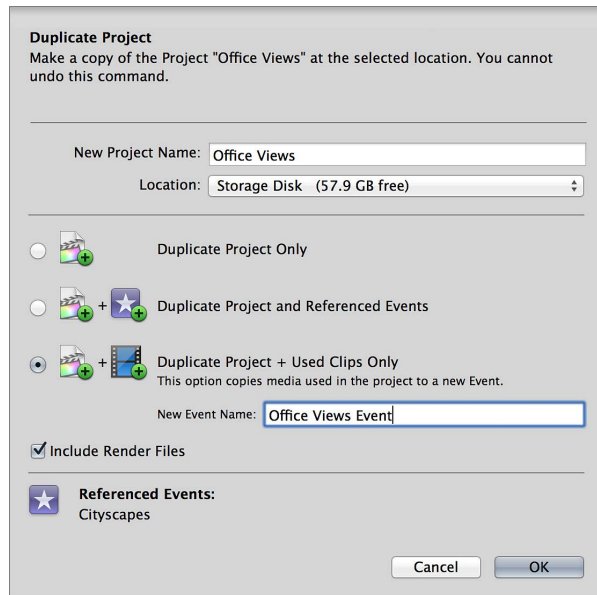 Duplicate Project
Make a copy of the Project "Office Views" at the selected location. You cannot
undo this command.
New Project Name: Office Views
Location: Storage Disk (57.9 GB free)
Duplicate Project Only
+ Duplicate Project and Referenced Events
+ Duplicate Project + Used Clips Only
This option copies media used in the project to a new Event.
New Event Name: Office Views Event
Include Render Files
Referenced Events:
Cityscapes
Cancel OK